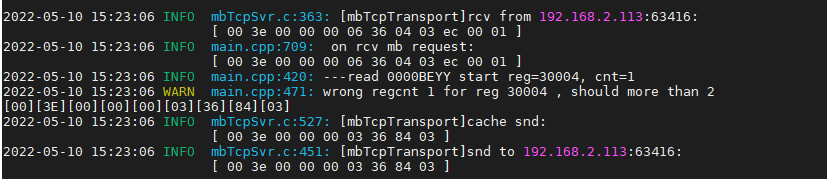 2022-05-10 15:23:06 INFO  mbTcpSvr.c:363: [mbTcpTransport]rcv from 192.168.2.113:63416:
[ 00 3e 00 00 00 06 36 04 03 ec 00 01 ]
2022-05-10 15:23:06 INFO  main.cpp:709:  on rcv mb request:
[ 00 3e 00 00 00 06 36 04 03 ec 00 01 ]
2022-05-10 15:23:06 INFO  main.cpp:420: ---read 0000BEYY start reg=30004, cnt=1
2022-05-10 15:23:06 WARN  main.cpp:471: wrong regcnt 1 for reg 30004 , should more than 2
[00][3E][00][00][00][03][36][84][03]
2022-05-10 15:23:06 INFO  mbTcpSvr.c:527: [mbTcpTransport]cache snd:
[ 00 3e 00 00 00 03 36 84 03 ]
2022-05-10 15:23:06 INFO  mbTcpSvr.c:451: [mbTcpTransport]snd to 192.168.2.113:63416:
[ 00 3e 00 00 00 03 36 84 03 ]